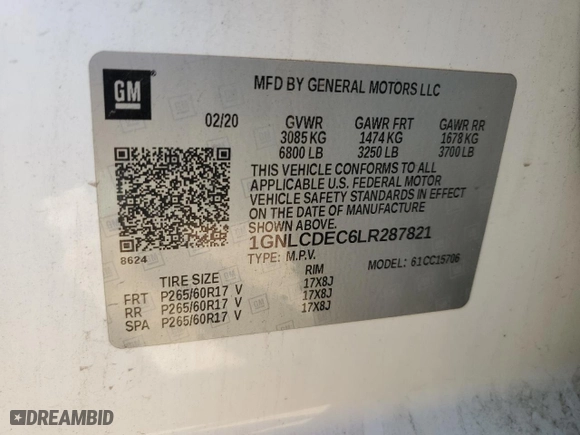 GM
MFD BY GENERAL MOTORS LLC
02/20 GVWR GAWR FRT GAWR RR
3085 KG 1474 KG 1678 KG
6800 LB 3250 LB 3700 LB
THIS VEHICLE CONFORMS TO ALL
APPLICABLE U.S. FEDERAL MOTOR
VEHICLE SAFETY STANDARDS IN EFFECT
ON THE DATE OF MANUFACTURE
SHOWN ABOVE.
8624 1GNLCDEC6LR287821
TYPE: M.P.V. MODEL: 61CC15706
TIRE SIZE RIM
FRT P265/60R17 V 17X8J
RR P265/60R17 V 17X8J
SPA P265/60R17 V 17X8J
DREAMBID